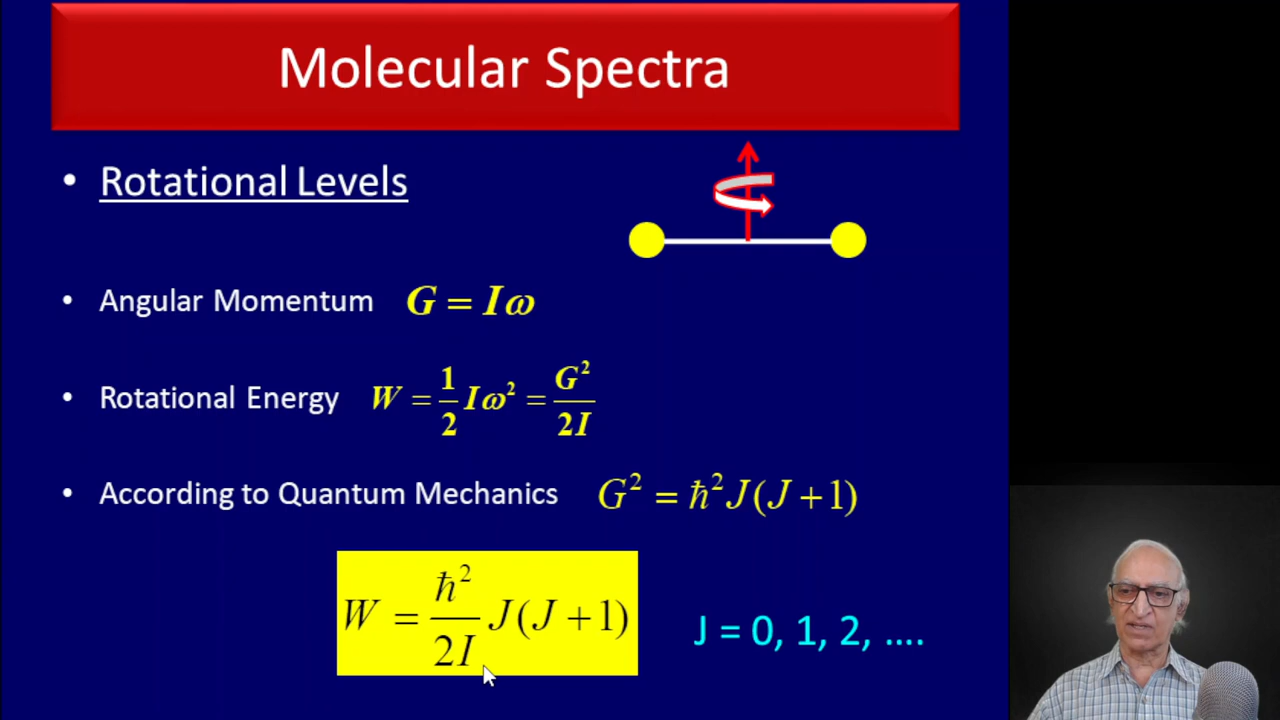 Molecular Spectra
• Rotational Levels
• Angular Momentum G = Iω
• Rotational Energy W = 1/2 Iω² = G²/2I
• According to Quantum Mechanics G² = ħ²J(J+1)
W = ħ²/2I J(J+1) J = 0, 1, 2, ….